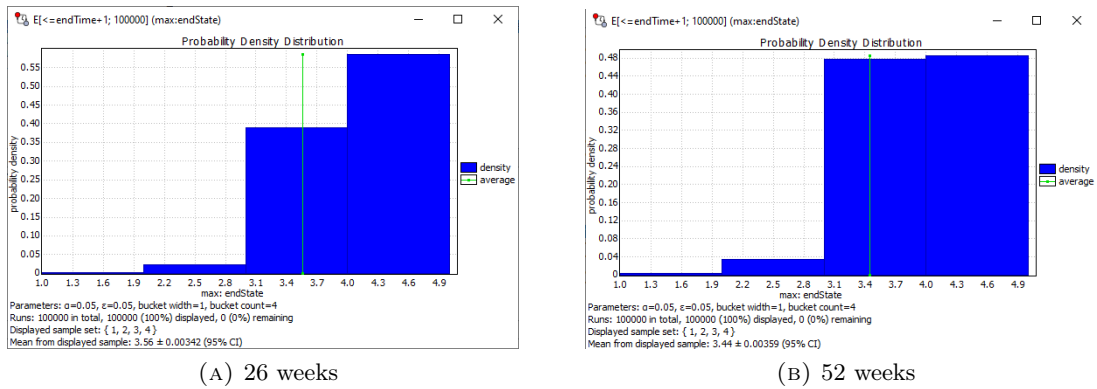 E[<=endTime+1; 100000] (max:endState)
Probability Density Distribution
probability density
0.55
0.50
0.45
0.40
0.35
0.30
0.25
0.20
0.15
0.10
0.05
0
1.0 1.3 1.6 1.9 2.2 2.5 2.8 3.1 3.4 3.7 4.0 4.3 4.6 4.9
max: endState
density
average
Parameters: α=0.05, ε=0.05, bucket width=1, bucket count=4
Runs: 100000 in total, 100000 (100%) displayed, 0 (0%) remaining
Displayed sample set: { 1, 2, 3, 4 }
Mean from displayed sample: 3.56 ± 0.00342 (95% CI)
(A) 26 weeks
E[<=endTime+1; 100000] (max:endState)
Probability Density Distribution
probability density
0.48
0.44
0.40
0.36
0.32
0.28
0.24
0.20
0.16
0.12
0.08
0.04
0
1.0 1.3 1.6 1.9 2.2 2.5 2.8 3.1 3.4 3.7 4.0 4.3 4.6 4.9
max: endState
density
average
Parameters: α=0.05, ε=0.05, bucket width=1, bucket count=4
Runs: 100000 in total, 100000 (100%) displayed, 0 (0%) remaining
Displayed sample set: { 1, 2, 3, 4 }
Mean from displayed sample: 3.44 ± 0.00359 (95% CI)
(B) 52 weeks